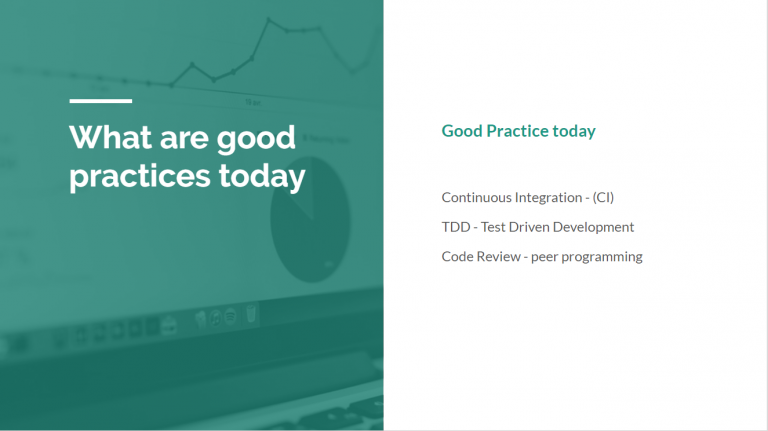 What are good
practices today
Good Practice today
Continuous Integration - (CI)
TDD - Test Driven Development
Code Review - peer programming